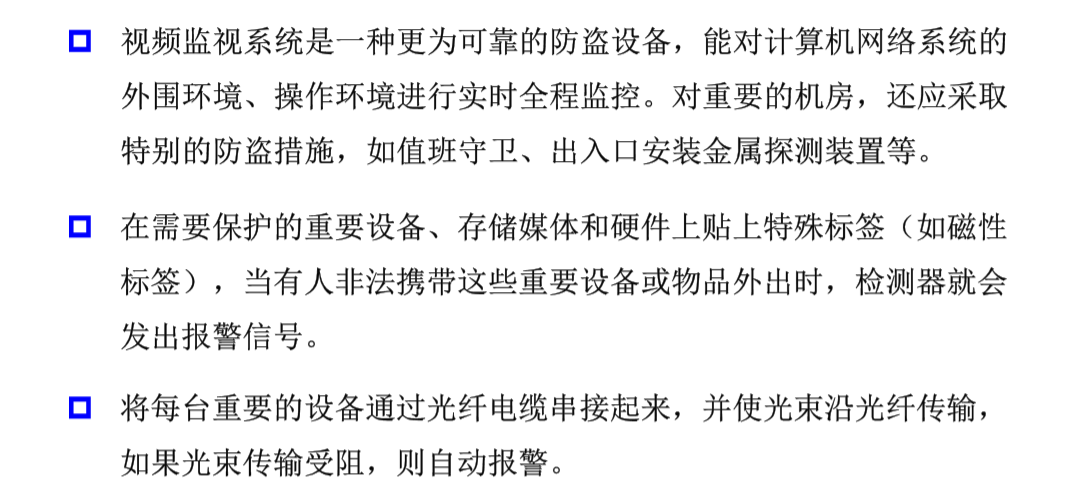 视频监视系统是一种更为可靠的防盗设备，能对计算机网络系统的
外围环境、操作环境进行实时全程监控。对重要的机房，还应采取
特别的防盗措施，如值班守卫、出入口安装金属探测装置等。
在需要保护的重要设备、存储媒体和硬件上贴上特殊标签（如磁性
标签），当有人非法携带这些重要设备或物品外出时，检测器就会
发出报警信号。
将每台重要的设备通过光纤电缆串接起来，并使光束沿光纤传输，
如果光束传输受阻，则自动报警。